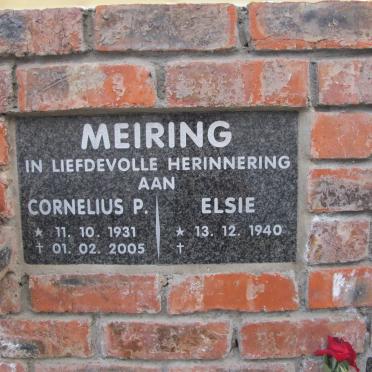 MEIRING
IN LIEFDEVOLLE HERINNERING
AAN
CORNELIUS P.
★ 11. 10. 1931
✝ 01. 02. 2005
ELSIE
★ 13. 12. 1940
✝